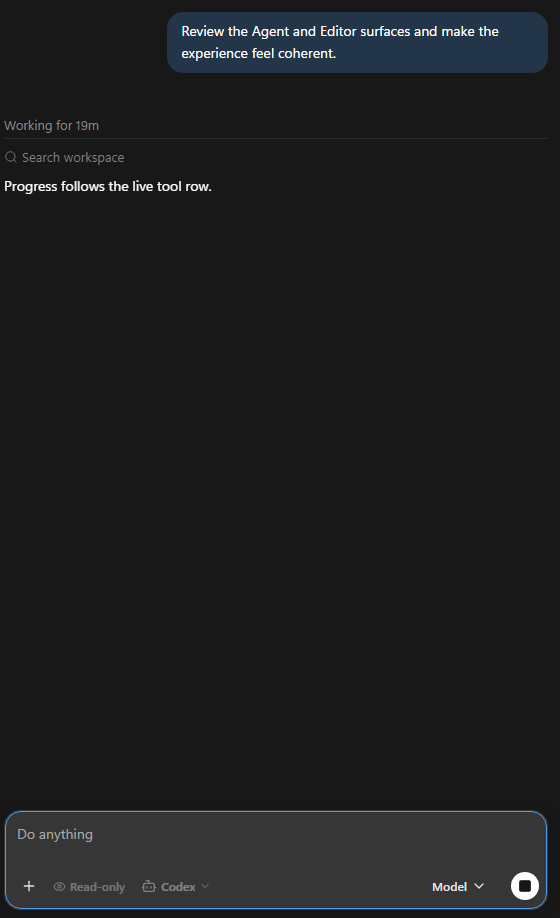 Review the Agent and Editor surfaces and make the
experience feel coherent.
Working for 19m
Search workspace
Progress follows the live tool row.
Do anything
Read-only Codex Model